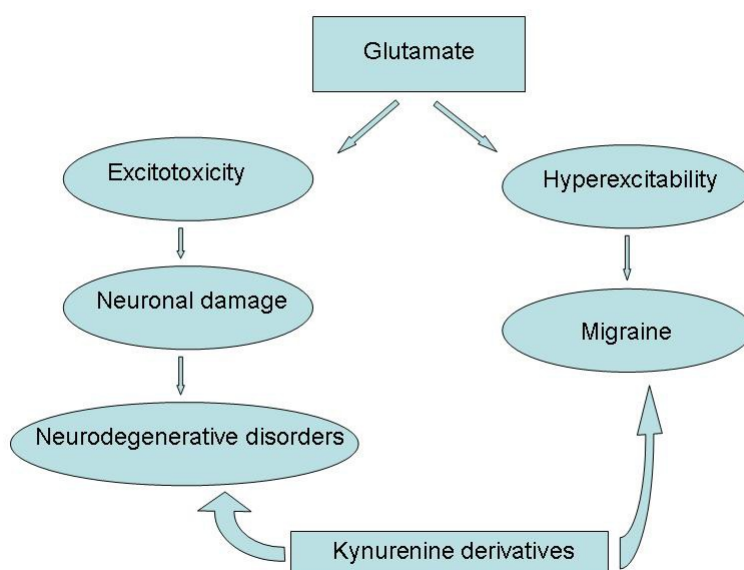 Glutamate
Excitotoxicity
Hyperexcitability
Neuronal damage
Migraine
Neurodegenerative disorders
Kynurenine derivatives